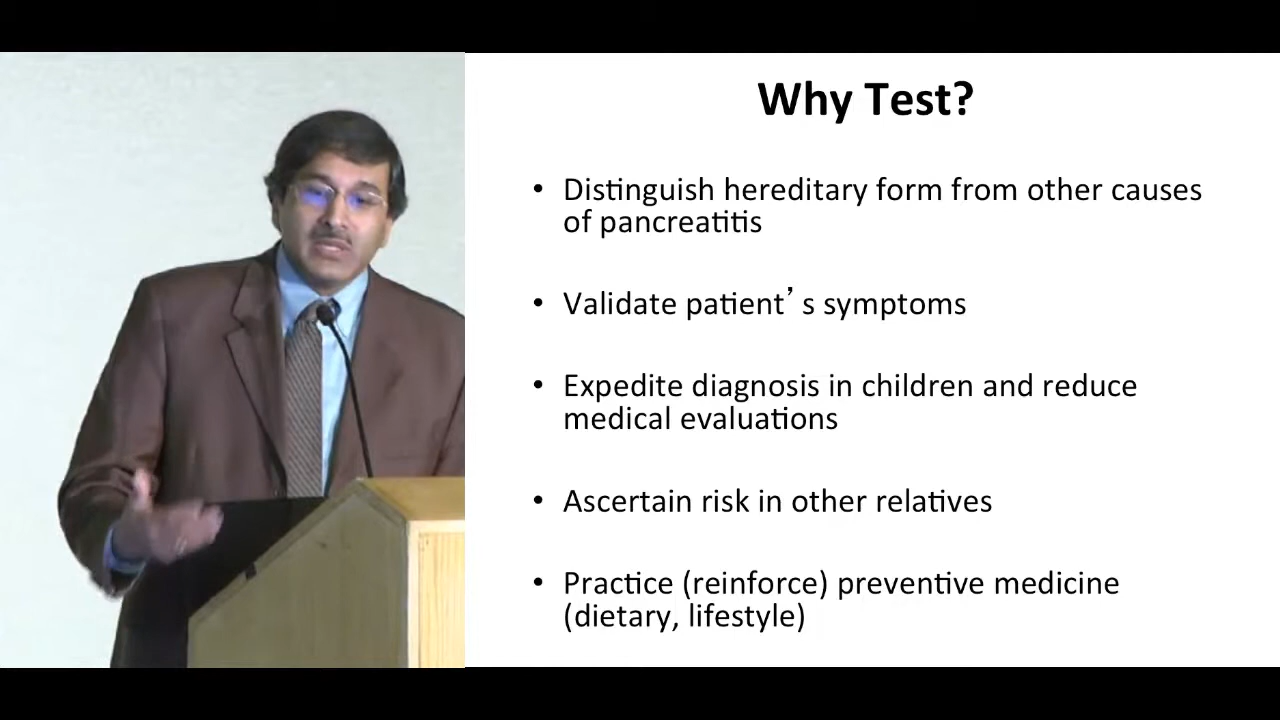 Why Test?
• Distinguish hereditary form from other causes
of pancreatitis
• Validate patient’s symptoms
• Expedite diagnosis in children and reduce
medical evaluations
• Ascertain risk in other relatives
• Practice (reinforce) preventive medicine
(dietary, lifestyle)